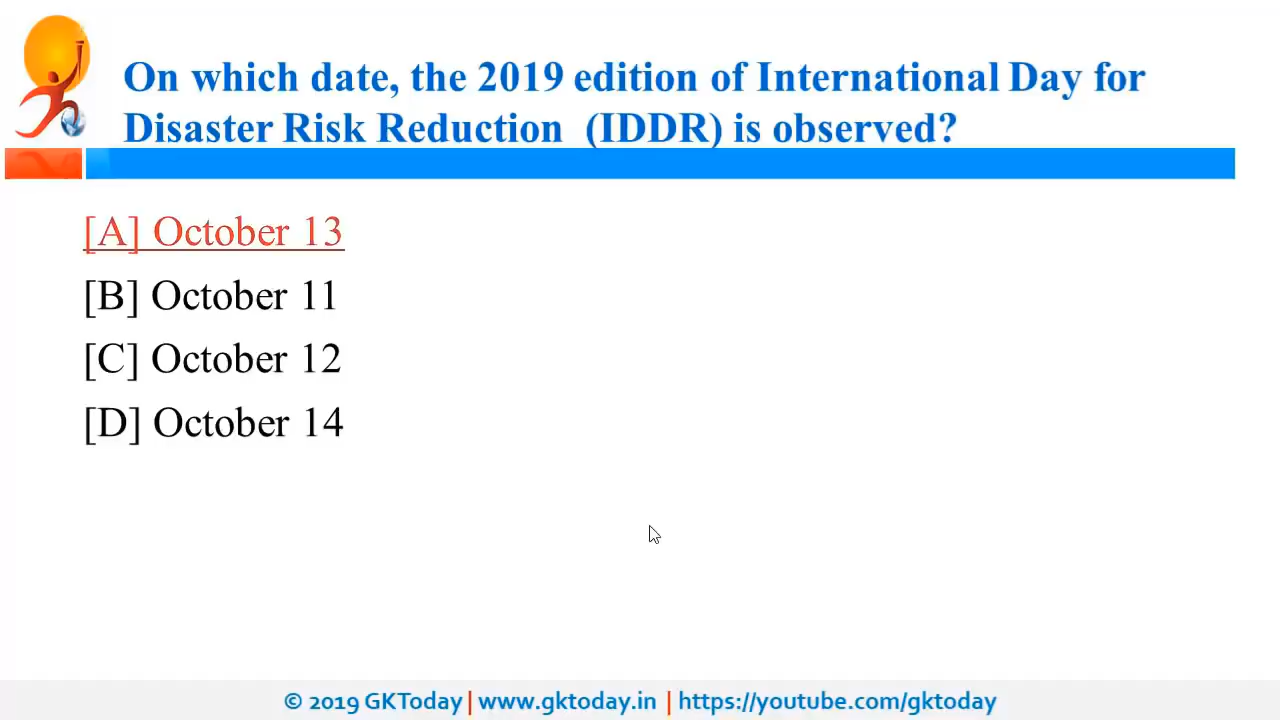 On which date, the 2019 edition of International Day for
Disaster Risk Reduction (IDDR) is observed?
[A] October 13
[B] October 11
[C] October 12
[D] October 14
© 2019 GKToday | www.gktoday.in | https://youtube.com/gktoday